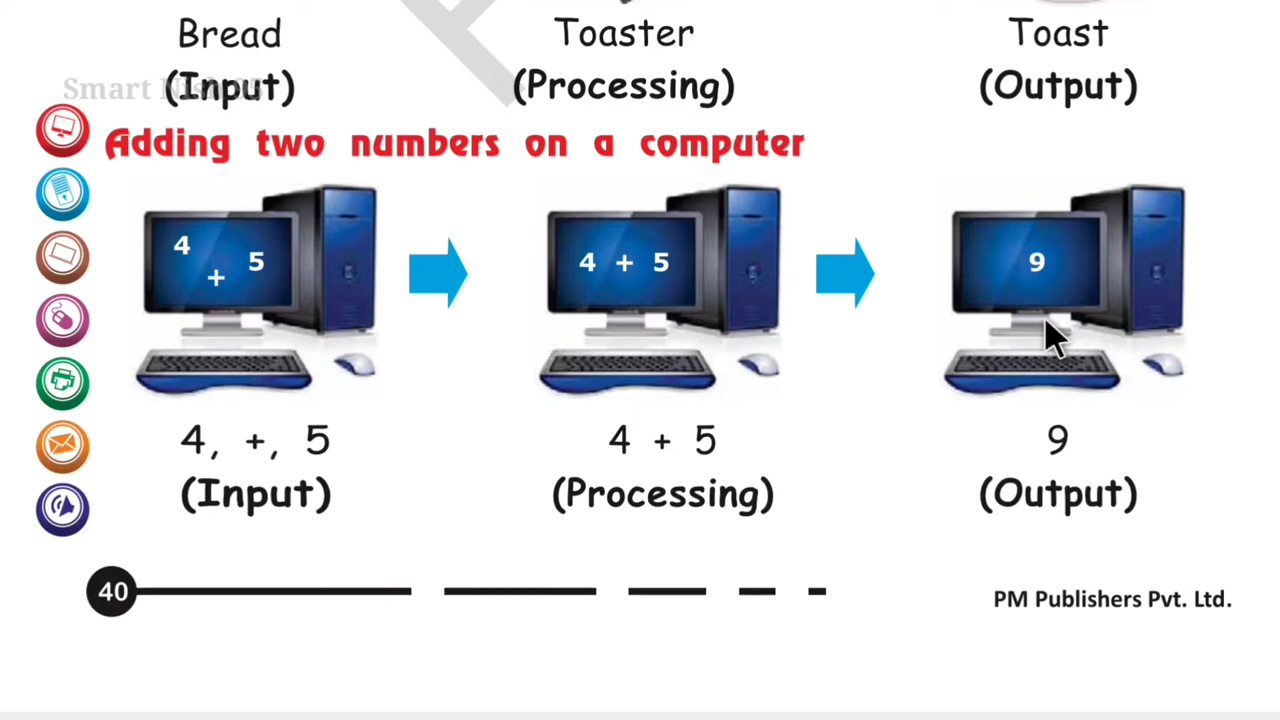 Bread Toaster Toast
(Input) (Processing) (Output)
Adding two numbers on a computer
4 + 5 4 + 5 9
4, +, 5 4 + 5 9
(Input) (Processing) (Output)
40 PM Publishers Pvt. Ltd.